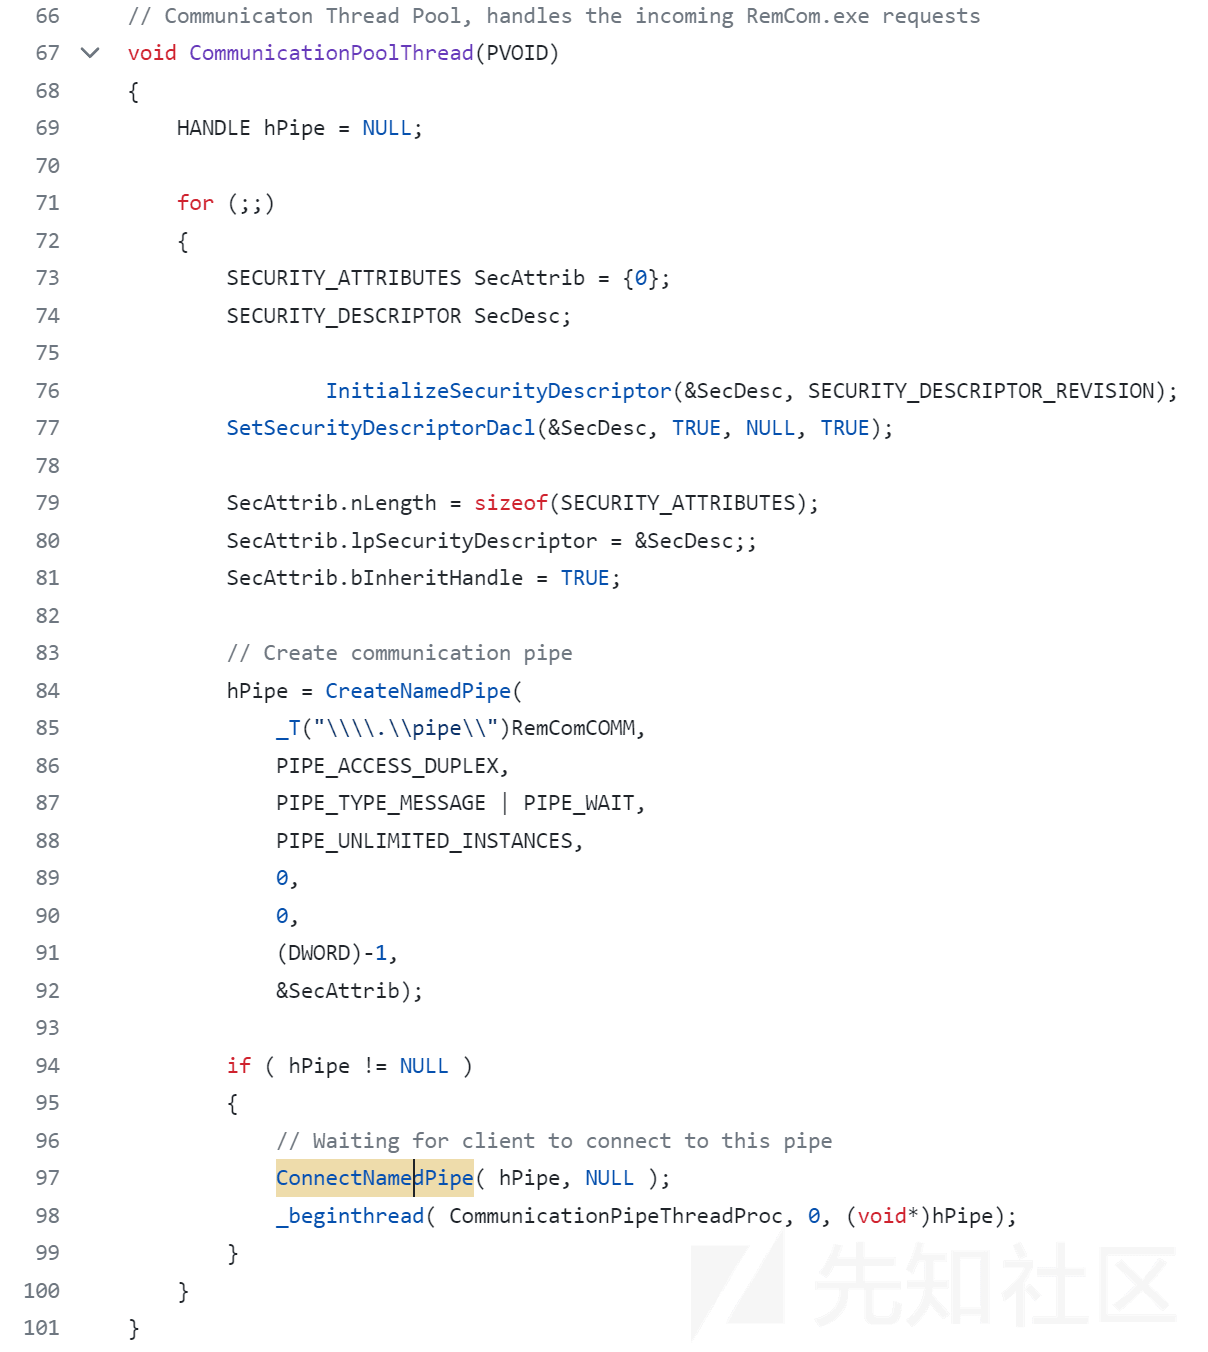 66 // Communicaton Thread Pool, handles the incoming RemCom.exe requests
67 void CommunicationPoolThread(PVOID)
68 {
69 HANDLE hPipe = NULL;
70
71 for (;;)
72 {
73 SECURITY_ATTRIBUTES SecAttrib = {0};
74 SECURITY_DESCRIPTOR SecDesc;
75
76 InitializeSecurityDescriptor(&SecDesc, SECURITY_DESCRIPTOR_REVISION);
77 SetSecurityDescriptorDacl(&SecDesc, TRUE, NULL, TRUE);
78
79 SecAttrib.nLength = sizeof(SECURITY_ATTRIBUTES);
80 SecAttrib.lpSecurityDescriptor = &SecDesc;;
81 SecAttrib.bInheritHandle = TRUE;
82
83 // Create communication pipe
84 hPipe = CreateNamedPipe(
85 _T("\\\\.\\pipe\\")RemComCOMM,
86 PIPE_ACCESS_DUPLEX,
87 PIPE_TYPE_MESSAGE | PIPE_WAIT,
88 PIPE_UNLIMITED_INSTANCES,
89 0,
90 0,
91 (DWORD)-1,
92 &SecAttrib);
93
94 if ( hPipe != NULL )
95 {
96 // Waiting for client to connect to this pipe
97 ConnectNamedPipe( hPipe, NULL );
98 _beginthread( CommunicationPipeThreadProc, 0, (void*)hPipe);
99 }
100 }
101 }
先知社区